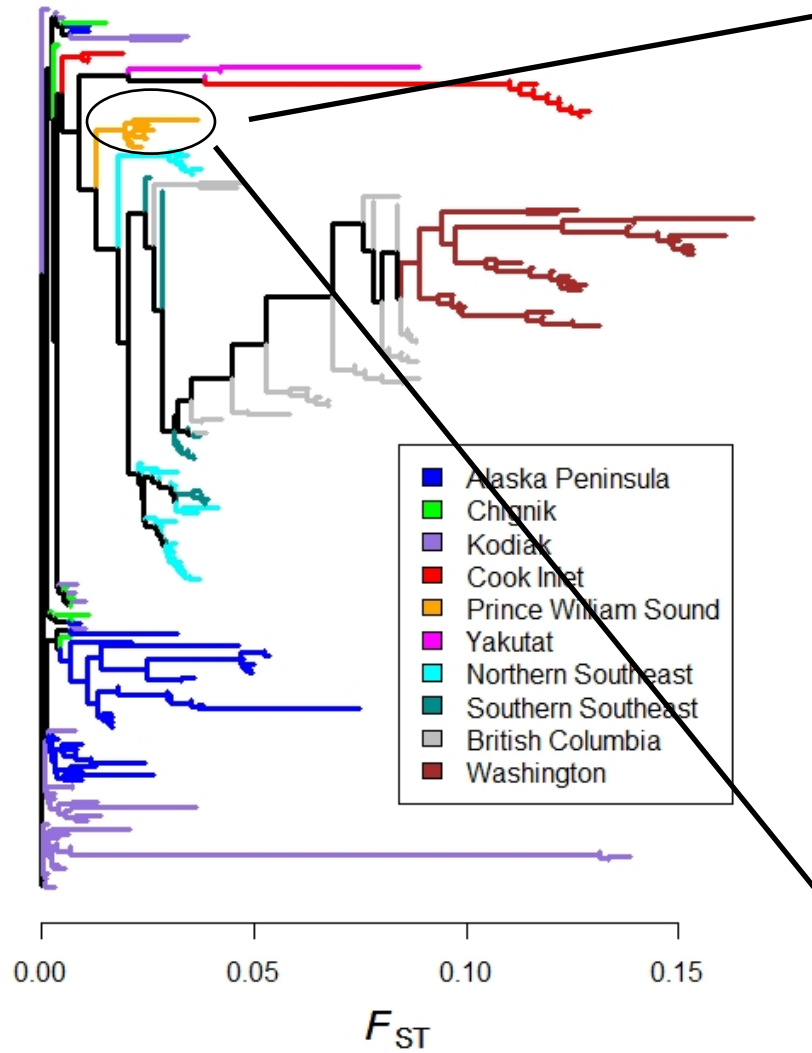 Alaska Peninsula
Chignik
Kodiak
Cook Inlet
Prince William Sound
Yakutat
Northern Southeast
Southern Southeast
British Columbia
Washington
0.00 0.05 0.10 0.15
FST